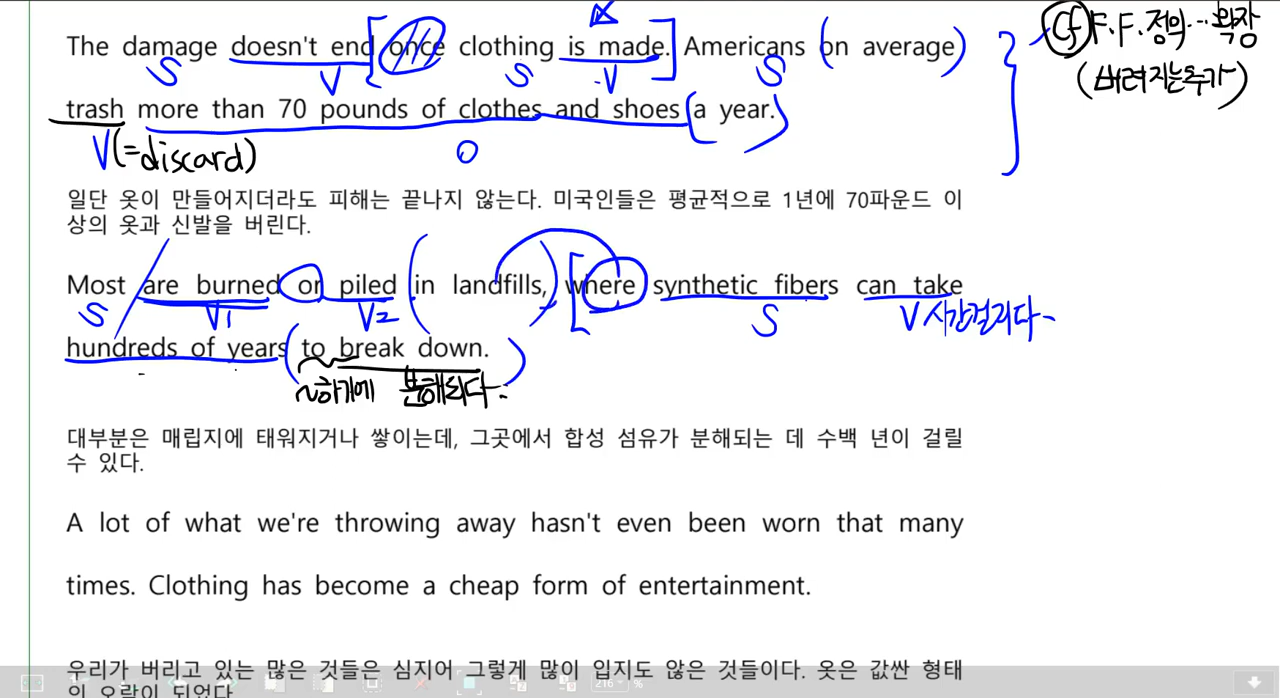 The damage doesn't end once clothing is made. Americans on average
S V S V S
cf F.F. 정의… 확장
(버려지는 추가)
trash more than 70 pounds of clothes and shoes a year.
V(=discard) O
일단 옷이 만들어지더라도 피해는 끝나지 않는다. 미국인들은 평균적으로 1년에 70파운드 이
상의 옷과 신발을 버린다.
Most are burned or piled in landfills, where synthetic fibers can take
S V1 V2 S V 시간걸리다
hundreds of years to break down.
~하기에 분해되다
대부분은 매립지에 태워지거나 쌓이는데, 그곳에서 합성 섬유가 분해되는 데 수백 년이 걸릴
수 있다.
A lot of what we're throwing away hasn't even been worn that many
times. Clothing has become a cheap form of entertainment.
우리가 버리고 있는 많은 것들은 심지어 그렇게 많이 입지도 않은 것들이다. 옷은 값싼 형태
의 오락이 되었다.
216 %